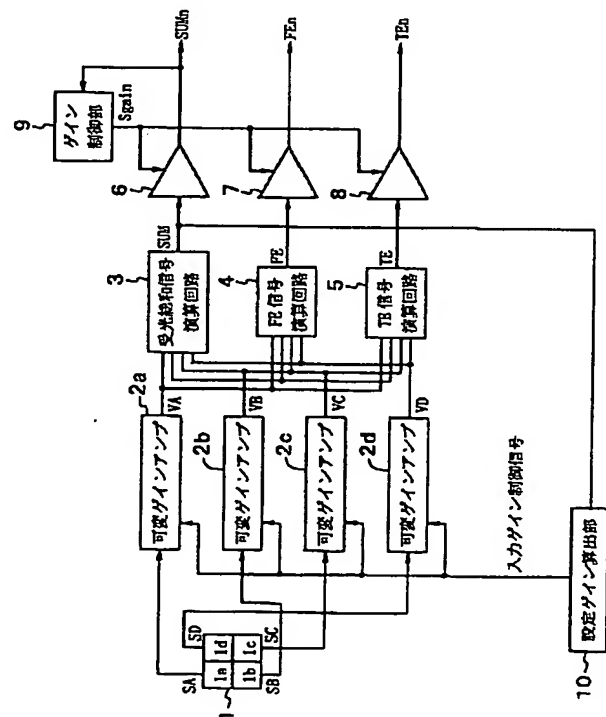 9
ゲイン
制御部
Sgain
SUMn
FEn
TEn
6
7
8
SUM
FE
TE
3
受光総和信号
演算回路
4
FE信号
演算回路
5
TE信号
演算回路
2a
可変ゲインアンプ
VA
2b
可変ゲインアンプ
VB
2c
可変ゲインアンプ
VC
2d
可変ゲインアンプ
VD
SA
SD
1a
1d
1b
1c
SB
SC
1
入力ゲイン制御信号
設定ゲイン算出部
10